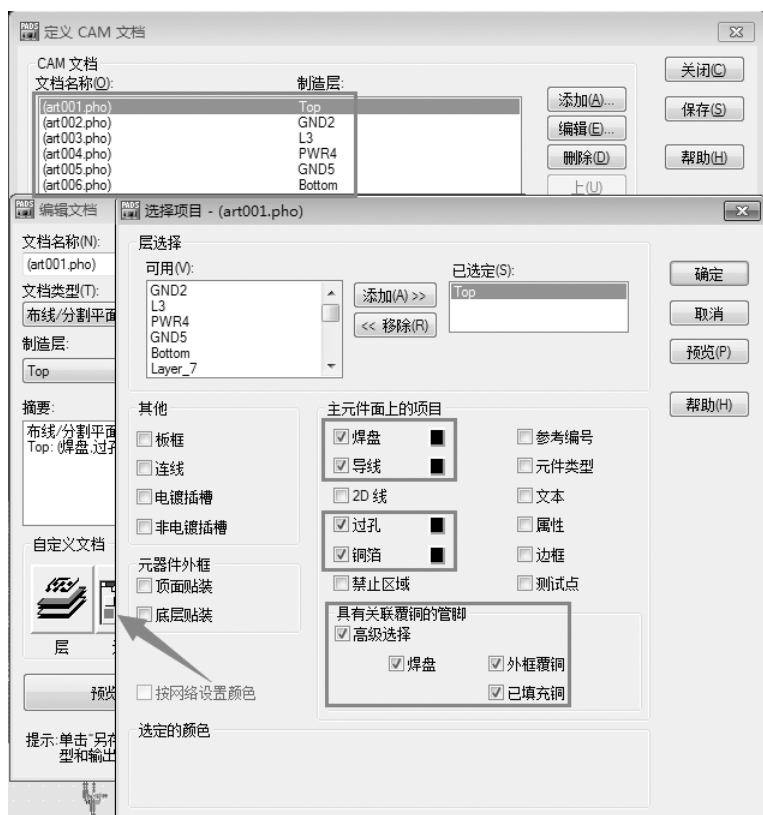 PADS 定义 CAM 文档
CAM 文档
文档名称(O): 制造层:
(art001.pho) Top
(art002.pho) GND2
(art003.pho) L3
(art004.pho) PWR4
(art005.pho) GND5
(art006.pho) Bottom
添加(A)...
编辑(E)...
删除(D)
上(U)
关闭(C)
保存(S)
帮助(H)
PADS 编辑文档
文档名称(N):
(art001.pho)
文档类型(T):
布线/分割平面
制造层:
Top
摘要:
布线/分割平面
Top: (焊盘,过孔
自定义文档
层
预览
提示:单击"另存
型和输出
PADS 选择项目 - (art001.pho)
层选择
可用(V):
GND2
L3
PWR4
GND5
Bottom
Layer_7
添加(A) >>
<< 移除(R)
已选定(S):
Top
确定
取消
预览(P)
帮助(H)
其他
板框
连线
电镀插槽
非电镀插槽
元器件外框
顶面贴装
底层贴装
按网络设置颜色
主元件面上的项目
焊盘 参考编号
导线 元件类型
2D 线 文本
过孔 属性
铜箔 边框
禁止区域 测试点
具有关联覆铜的管脚
高级选择
焊盘 外框覆铜
已填充铜
选定的颜色